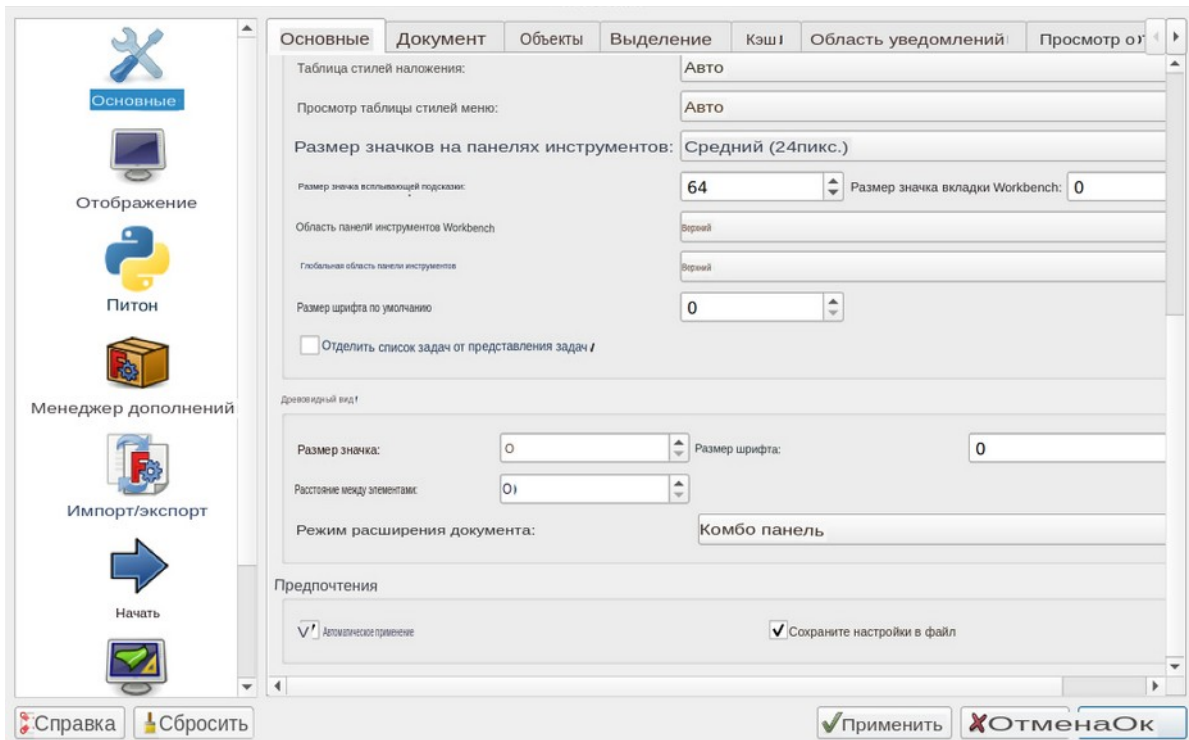 Основные
Отображение
Питон
Менеджер дополнений
Импорт/экспорт
Начать
Основные Документ Объекты Выделение Кэш Область уведомлений Просмотр
Таблица стилей наложения: Авто
Просмотр таблицы стилей меню: Авто
Размер значков на панелях инструментов: Средний (24пикс.)
Размер значка всплывающей подсказки: 64 Размер значка вкладки Workbench: 0
Область панели инструментов Workbench Верхний
Глобальная область панели инструментов Верхний
Размер шрифта по умолчанию 0
Отделить список задач от представления задач
Древовидный вид
Размер значка: 0 Размер шрифта: 0
Расстояние между элементами: 0
Режим расширения документа: Комбо панель
Предпочтения
Автоматическое применение Сохраните настройки в файл
Справка Сбросить Применить ОтменаОк